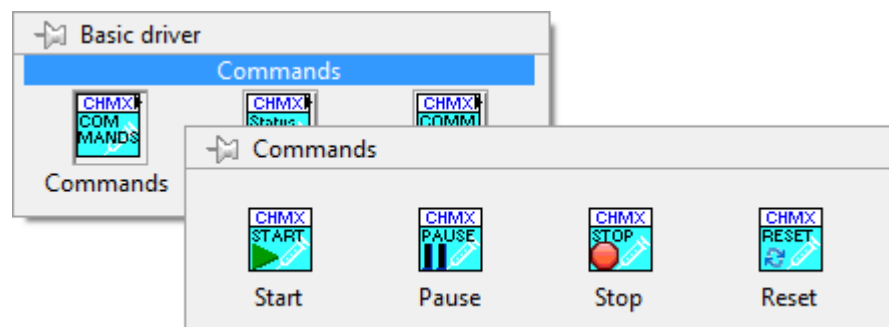 Basic driver
Commands
CHMX CHMX CHMX
COM Status COMM
MANDS
Commands
Commands
CHMX CHMX CHMX CHMX
START PAUSE STOP RESET
Start Pause Stop Reset